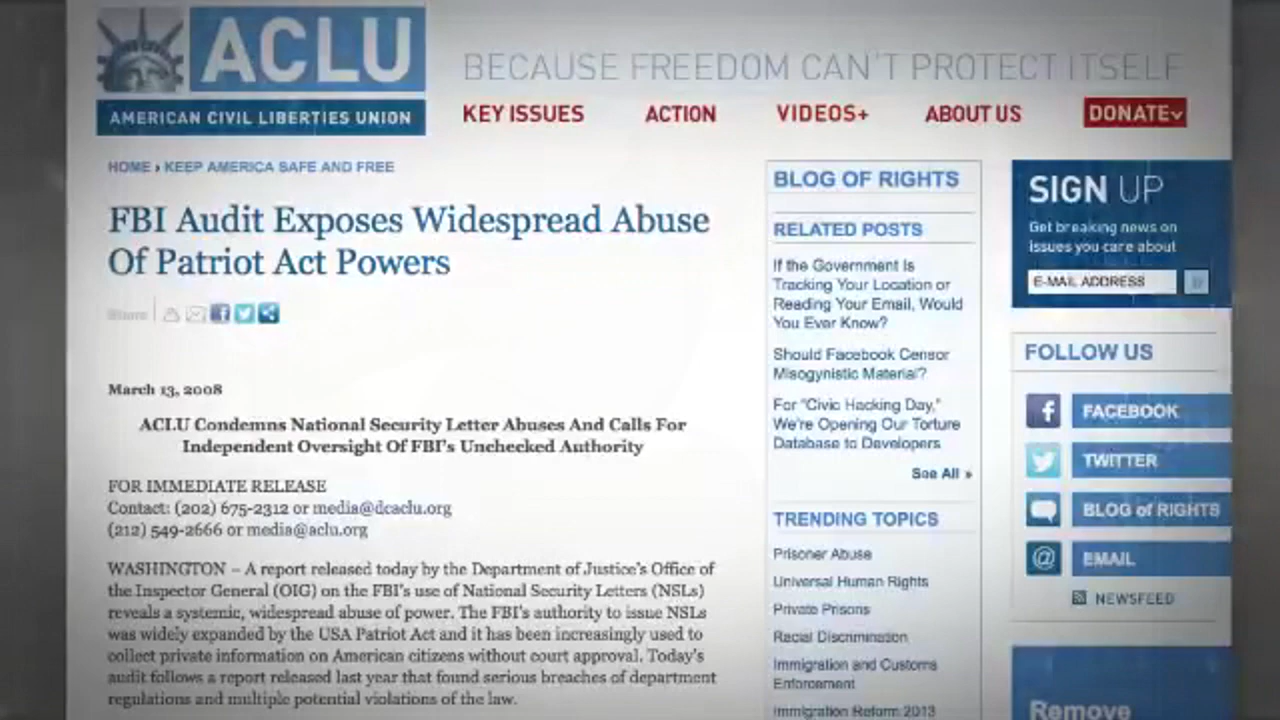 ACLU
AMERICAN CIVIL LIBERTIES UNION
BECAUSE FREEDOM CAN'T PROTECT ITSELF
KEY ISSUES
ACTION
VIDEOS+
ABOUT US
DONATE
HOME › KEEP AMERICA SAFE AND FREE
FBI Audit Exposes Widespread Abuse
Of Patriot Act Powers
Share
March 13, 2008
ACLU Condemns National Security Letter Abuses And Calls For
Independent Oversight Of FBI's Unchecked Authority
FOR IMMEDIATE RELEASE
Contact: (202) 675-2312 or media@dcaclu.org
(212) 549-2666 or media@aclu.org
WASHINGTON – A report released today by the Department of Justice's Office of
the Inspector General (OIG) on the FBI's use of National Security Letters (NSLs)
reveals a systemic, widespread abuse of power. The FBI's authority to issue NSLs
was widely expanded by the USA Patriot Act and it has been increasingly used to
collect private information on American citizens without court approval. Today's
audit follows a report released last year that found serious breaches of department
regulations and multiple potential violations of the law.
BLOG OF RIGHTS
RELATED POSTS
If the Government Is
Tracking Your Location or
Reading Your Email, Would
You Ever Know?
Should Facebook Censor
Misogynistic Material?
For "Civic Hacking Day,"
We're Opening Our Torture
Database to Developers
See All »
TRENDING TOPICS
Prisoner Abuse
Universal Human Rights
Private Prisons
Racial Discrimination
Immigration and Customs
Enforcement
Immigration Reform 2013
SIGN UP
Get breaking news on
issues you care about
E-MAIL ADDRESS
FOLLOW US
FACEBOOK
TWITTER
BLOG of RIGHTS
EMAIL
NEWSFEED
Remove